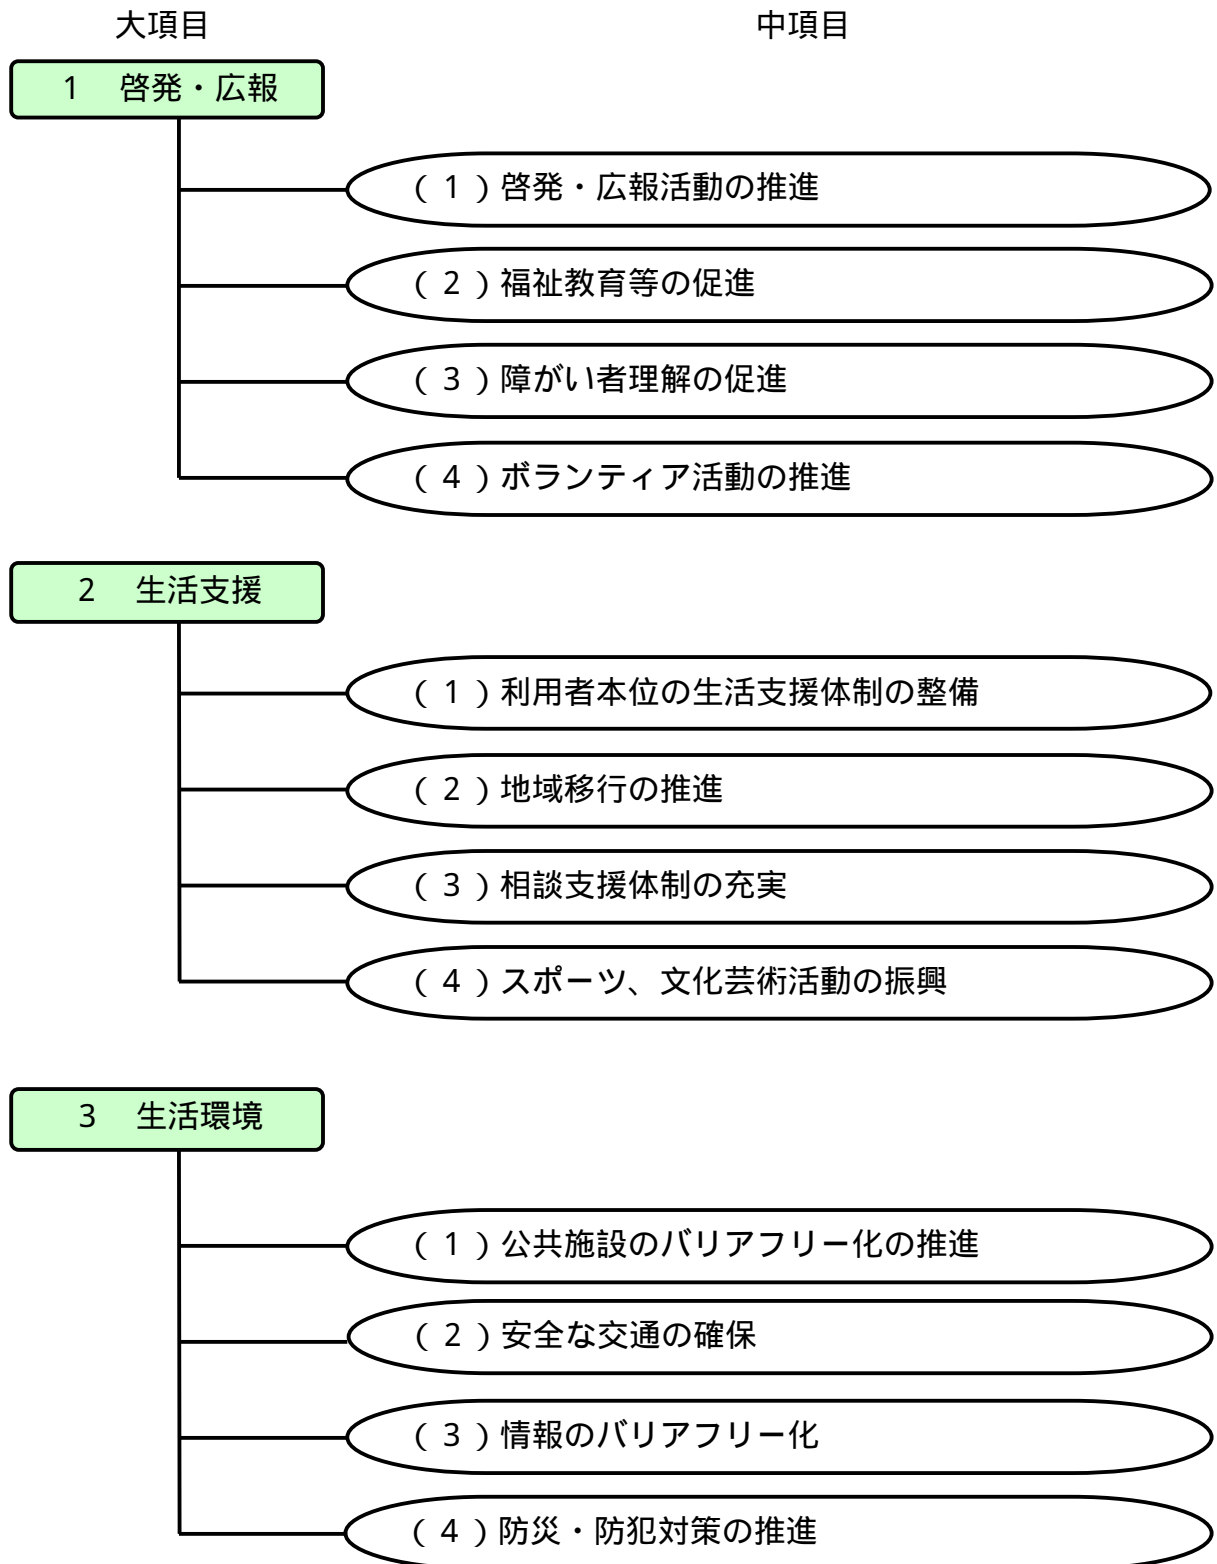 大項目 中項目
1 啓発・広報
(1)啓発・広報活動の推進
(2)福祉教育等の促進
(3)障がい者理解の促進
(4)ボランティア活動の推進
2 生活支援
(1)利用者本位の生活支援体制の整備
(2)地域移行の推進
(3)相談支援体制の充実
(4)スポーツ、文化芸術活動の振興
3 生活環境
(1)公共施設のバリアフリー化の推進
(2)安全な交通の確保
(3)情報のバリアフリー化
(4)防災・防犯対策の推進